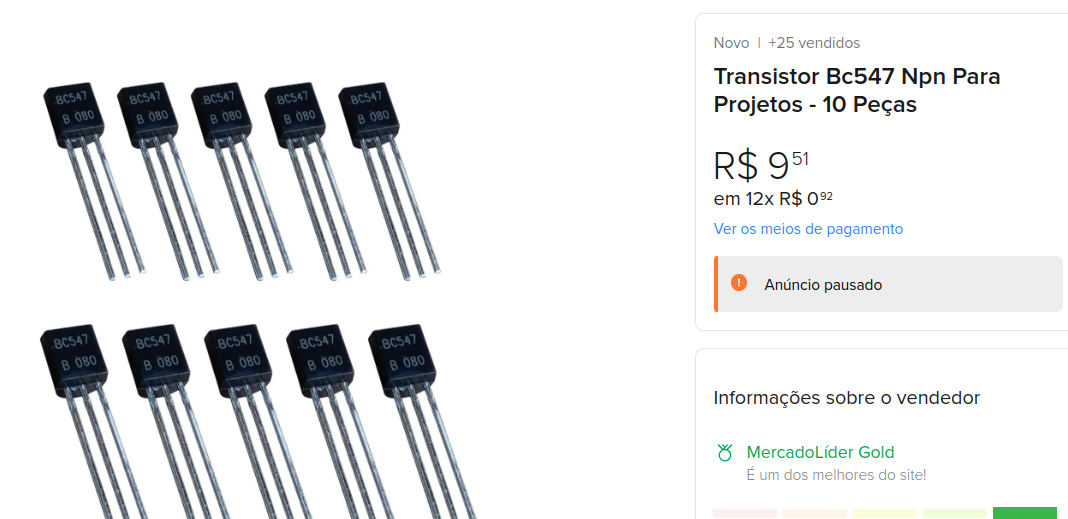 BC547
B 080
BC547
B 080
BC547
B 080
BC547
B 080
BC547
B 080
BC547
B 080
BC547
B 080
BC547
B 080
BC547
B 080
BC547
B 080
Novo | +25 vendidos
Transistor Bc547 Npn Para
Projetos - 10 Peças
R$ 9 51
em 12x R$ 0 92
Ver os meios de pagamento
Anúncio pausado
Informações sobre o vendedor
MercadoLíder Gold
É um dos melhores do site!